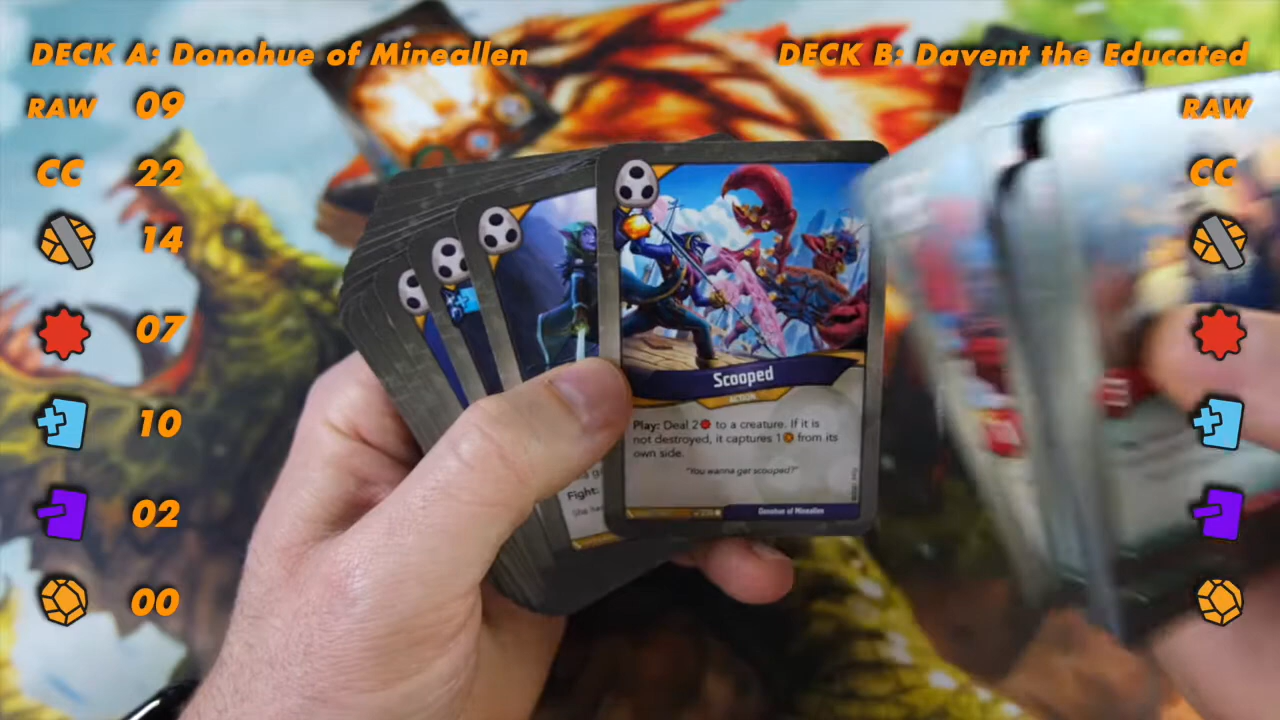 DECK A: Donohue of Mineallen
DECK B: Davent the Educated
RAW 09
RAW
CC 22
CC
14
07
10
02
00
Scooped
ACTION
Play: Deal 2 to a creature. If it is
not destroyed, it captures 1 from its
own side.
"You wanna get scooped?"
Donohue of Mineallen
Fight: